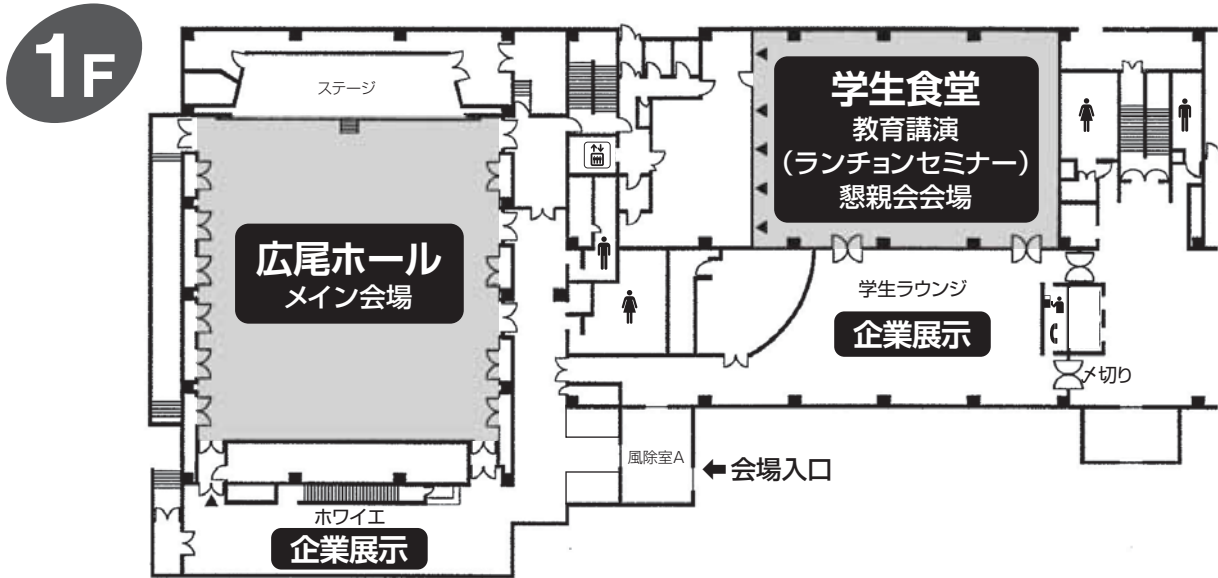 1F
ステージ
学生食堂
教育講演
（ランチョンセミナー）
懇親会会場
広尾ホール
メイン会場
学生ラウンジ
企業展示
〆切り
風除室A
会場入口
ホワイエ
企業展示